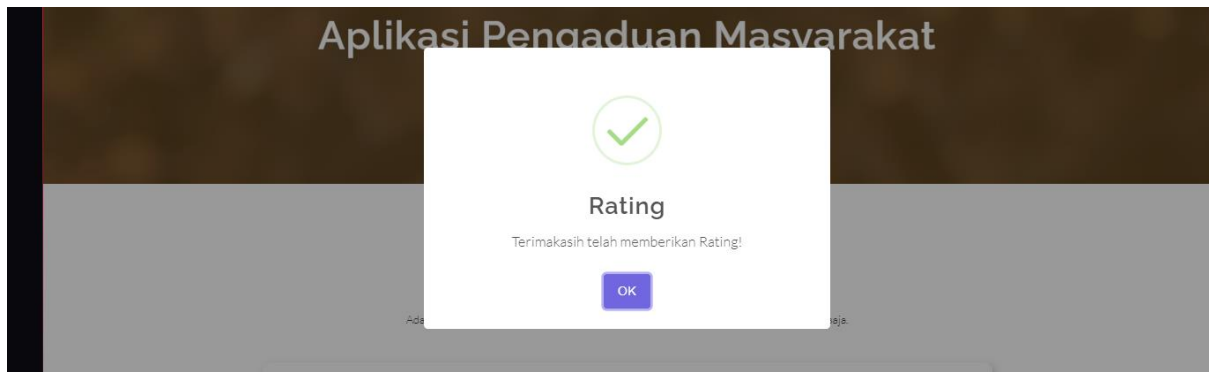 Aplikasi Pengaduan Masyarakat
Rating
Terimakasih telah memberikan Rating!
OK